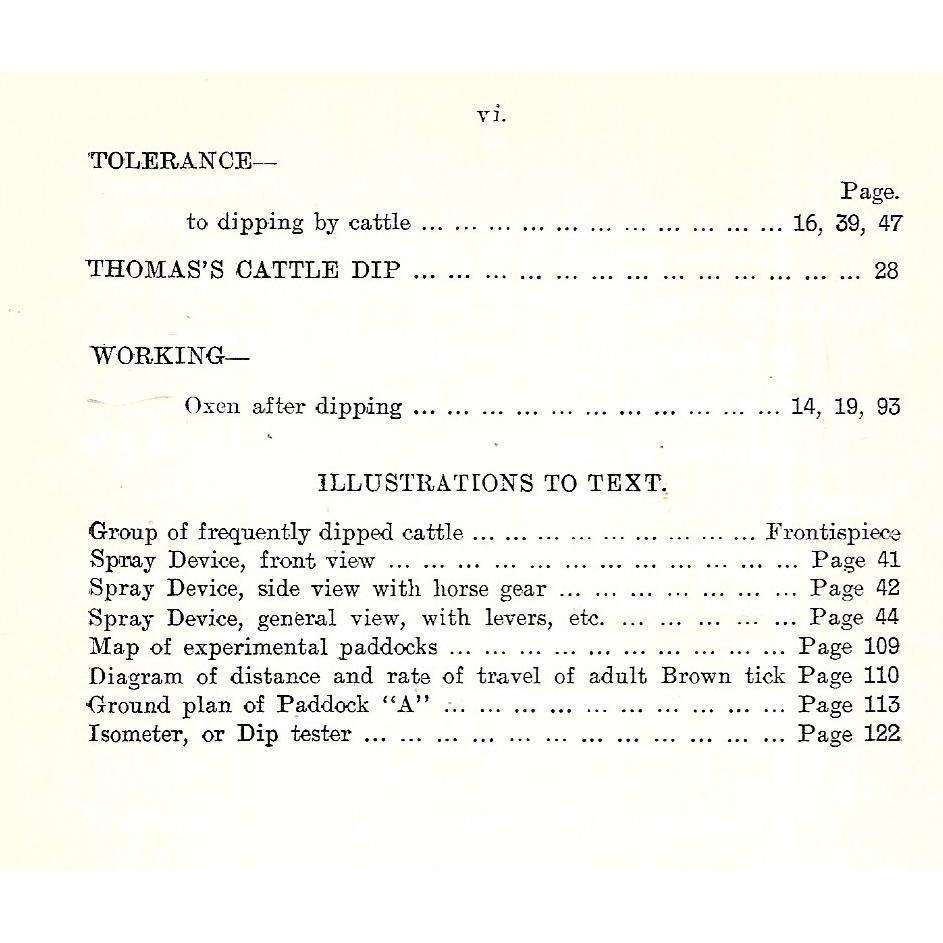 vi.
TOLERANCE—
Page.
to dipping by cattle ... ... ... ... ... ... ... ... ... ... ... 16, 39, 47
THOMAS'S CATTLE DIP ... ... ... ... ... ... ... ... ... ... ... ... ... 28
WORKING—
Oxen after dipping ... ... ... ... ... ... ... ... ... ... ... 14, 19, 93
ILLUSTRATIONS TO TEXT.
Group of frequently dipped cattle ... ... ... ... ... ... ... ... ... Frontispiece
Spray Device, front view ... ... ... ... ... ... ... ... ... ... ... ... Page 41
Spray Device, side view with horse gear ... ... ... ... ... ... ... Page 42
Spray Device, general view, with levers, etc. ... ... ... ... ... Page 44
Map of experimental paddocks ... ... ... ... ... ... ... ... ... ... Page 109
Diagram of distance and rate of travel of adult Brown tick Page 110
Ground plan of Paddock "A" ... ... ... ... ... ... ... ... ... ... Page 113
Isometer, or Dip tester ... ... ... ... ... ... ... ... ... ... ... ... Page 122